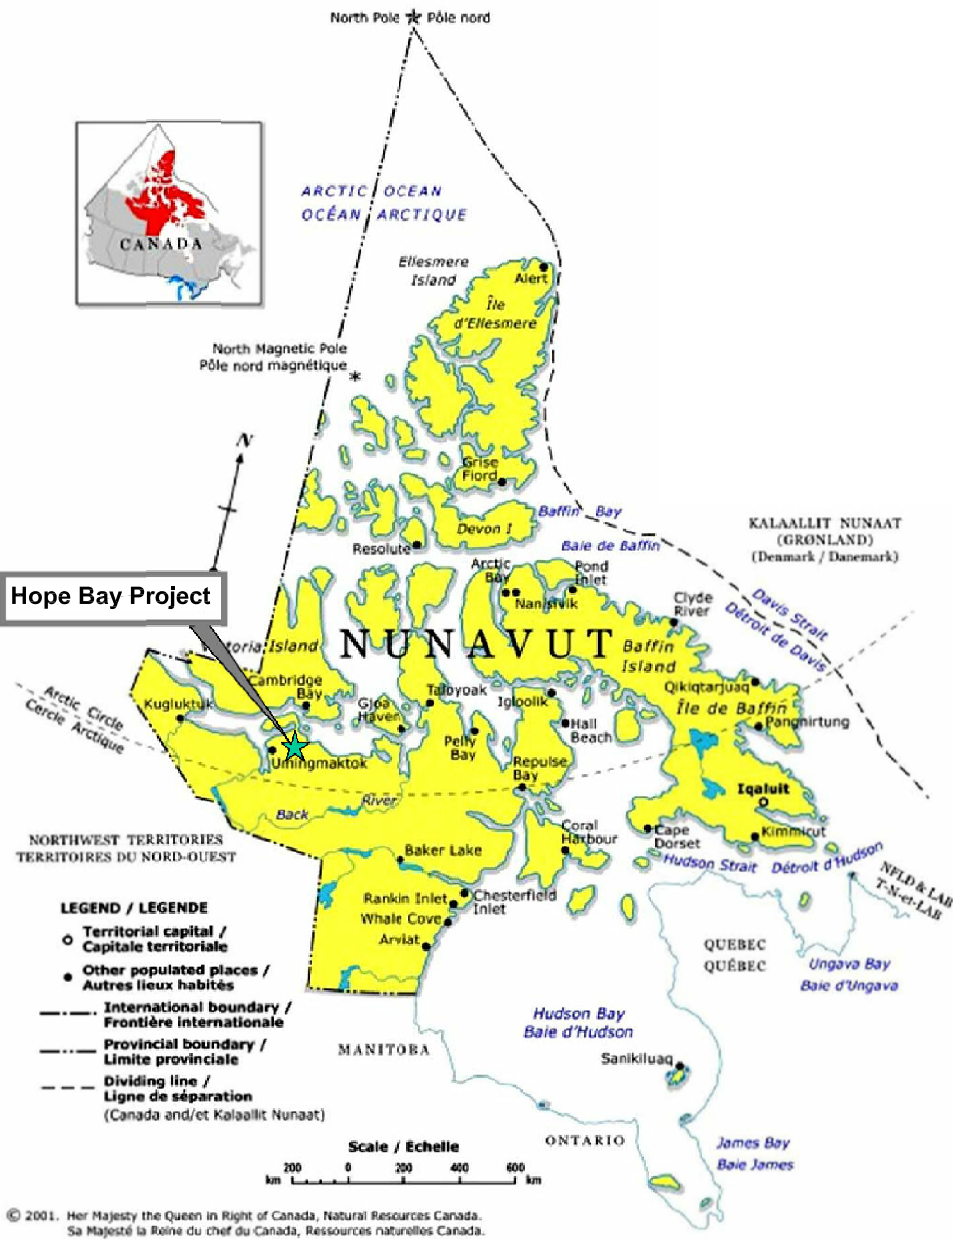 North Pole Pôle nord
CANADA
ARCTIC OCEAN
OCÉAN ARCTIQUE
Ellesmere
Island
Alert
Île
d'Ellesmere
North Magnetic Pole
Pôle nord magnétique
N
Grise
Fiord
Devon I
Baffin Bay
Baie de Baffin
KALAALLIT NUNAAT
(GRØNLAND)
(Denmark / Danemark)
Resolute
Arctic
Bay
Nanisivik
Pond
Inlet
Clyde
River
Davis Strait
Détroit de Davis
Hope Bay Project
toria Island
NUNAVUT
Baffin
Island
Île de Baffin
Qikiqtarjuaq
Pangnirtung
Arctic Circle
Cercle Arctique
Kugluktuk
Cambridge
Bay
Gjoa
Haven
Taloyoak
Igloolik
Hall
Beach
Pelly
Bay
Repulse
Bay
Umingmaktok
Back River
Iqaluit
Kimmirut
Cape
Dorset
Coral
Harbour
Hudson Strait Détroit d'Hudson
NFLD & LAB
T-N-et-LAB
NORTHWEST TERRITORIES
TERRITOIRES DU NORD-OUEST
Baker Lake
Rankin Inlet
Chesterfield
Inlet
Whale Cove
Arviat
QUEBEC
QUÉBEC
Ungava Bay
Baie d'Ungava
Hudson Bay
Baie d'Hudson
Sanikiluaq
MANITOBA
ONTARIO
James Bay
Baie James
LEGEND / LEGENDE
Territorial capital /
Capitale territoriale
Other populated places /
Autres lieux habités
International boundary /
Frontière internationale
Provincial boundary /
Limite provinciale
Dividing line /
Ligne de séparation
(Canada and/et Kalaallit Nunaat)
Scale / Échelle
200 0 200 400 600
km km
© 2001. Her Majesty the Queen in Right of Canada, Natural Resources Canada.
Sa Majesté la Reine du chef du Canada, Ressources naturelles Canada.